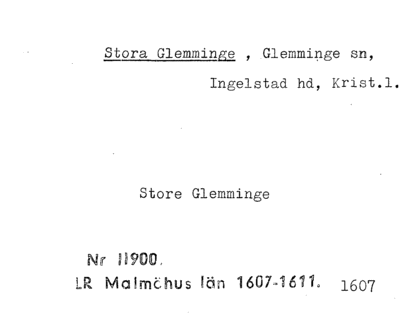 Stora Glemminge , Glemminge sn,
Ingelstad hd, Krist.l.
Store Glemminge
Nr 11900.
LR Malmöhus län 1607-1611. 1607